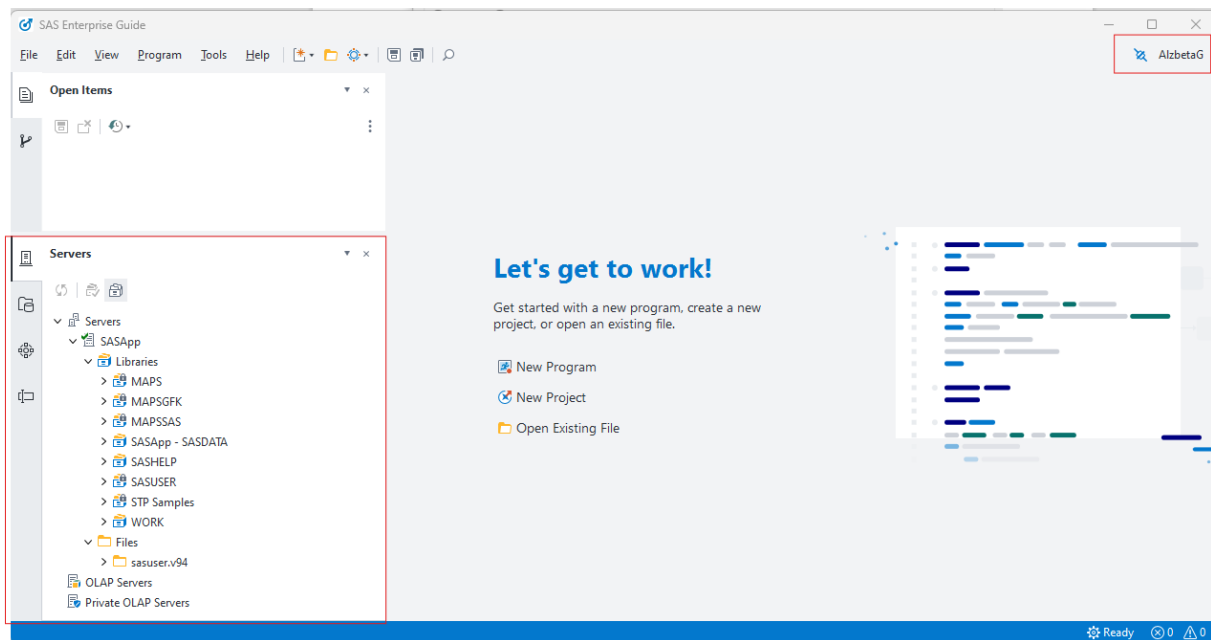 SAS Enterprise Guide
File Edit View Program Tools Help
AlzbetaG
Open Items
Servers
Servers
SASApp
Libraries
MAPS
MAPSGFK
MAPSSAS
SASApp - SASDATA
SASHELP
SASUSER
STP Samples
WORK
Files
sasuser.v94
OLAP Servers
Private OLAP Servers
Let's get to work!
Get started with a new program, create a new
project, or open an existing file.
New Program
New Project
Open Existing File
Ready 0 0